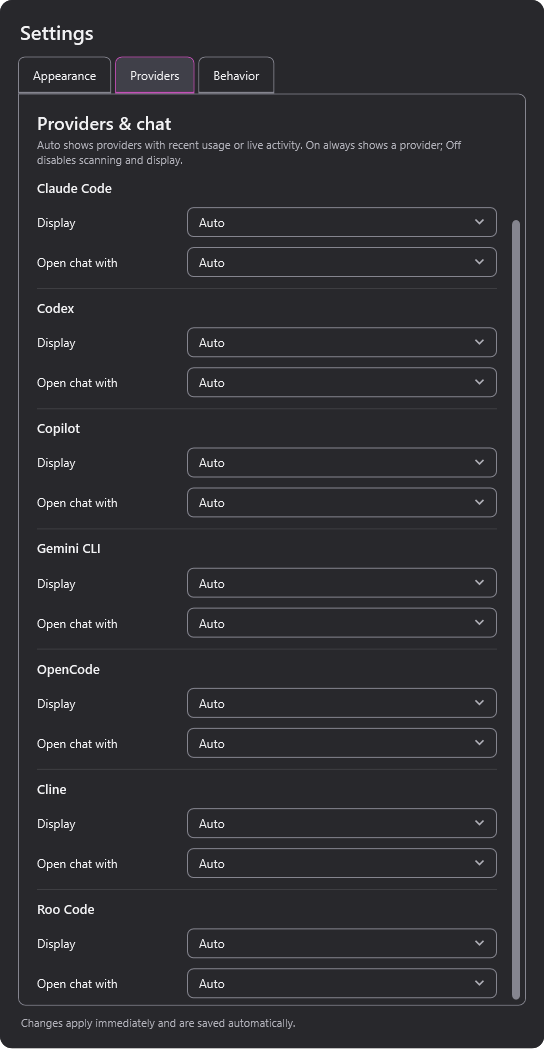 Settings
Appearance
Providers
Behavior
Providers & chat
Auto shows providers with recent usage or live activity. On always shows a provider; Off
disables scanning and display.
Claude Code
Display
Auto
Open chat with
Auto
Codex
Display
Auto
Open chat with
Auto
Copilot
Display
Auto
Open chat with
Auto
Gemini CLI
Display
Auto
Open chat with
Auto
OpenCode
Display
Auto
Open chat with
Auto
Cline
Display
Auto
Open chat with
Auto
Roo Code
Display
Auto
Open chat with
Auto
Changes apply immediately and are saved automatically.